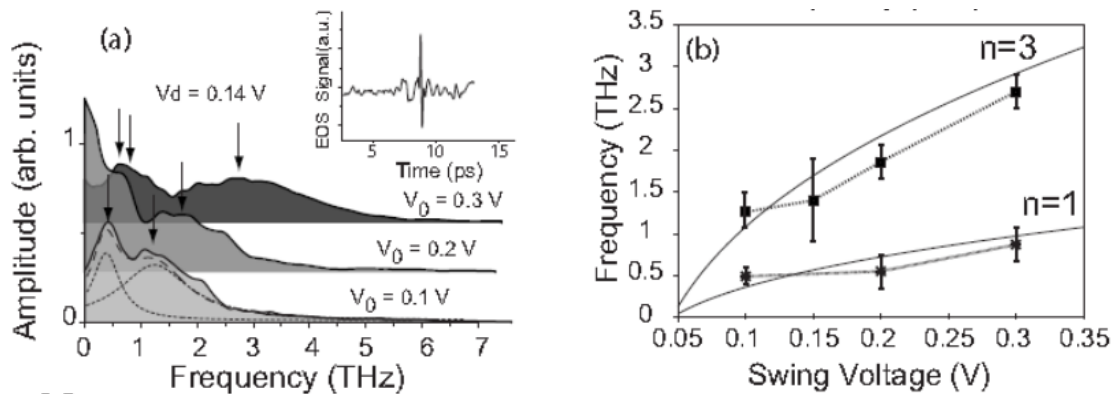 (a)
Amplitude (arb. units)
1
0
Vd = 0.14 V
EOS Signal(a.u.)
5 10 15
Time (ps)
V0 = 0.3 V
V0 = 0.2 V
V0 = 0.1 V
0 1 2 3 4 5 6 7
Frequency (THz)
(b)
Frequency (THz)
3.5
3
2.5
2
1.5
1
0.5
0
n=3
n=1
0.05 0.1 0.15 0.2 0.25 0.3 0.35
Swing Voltage (V)